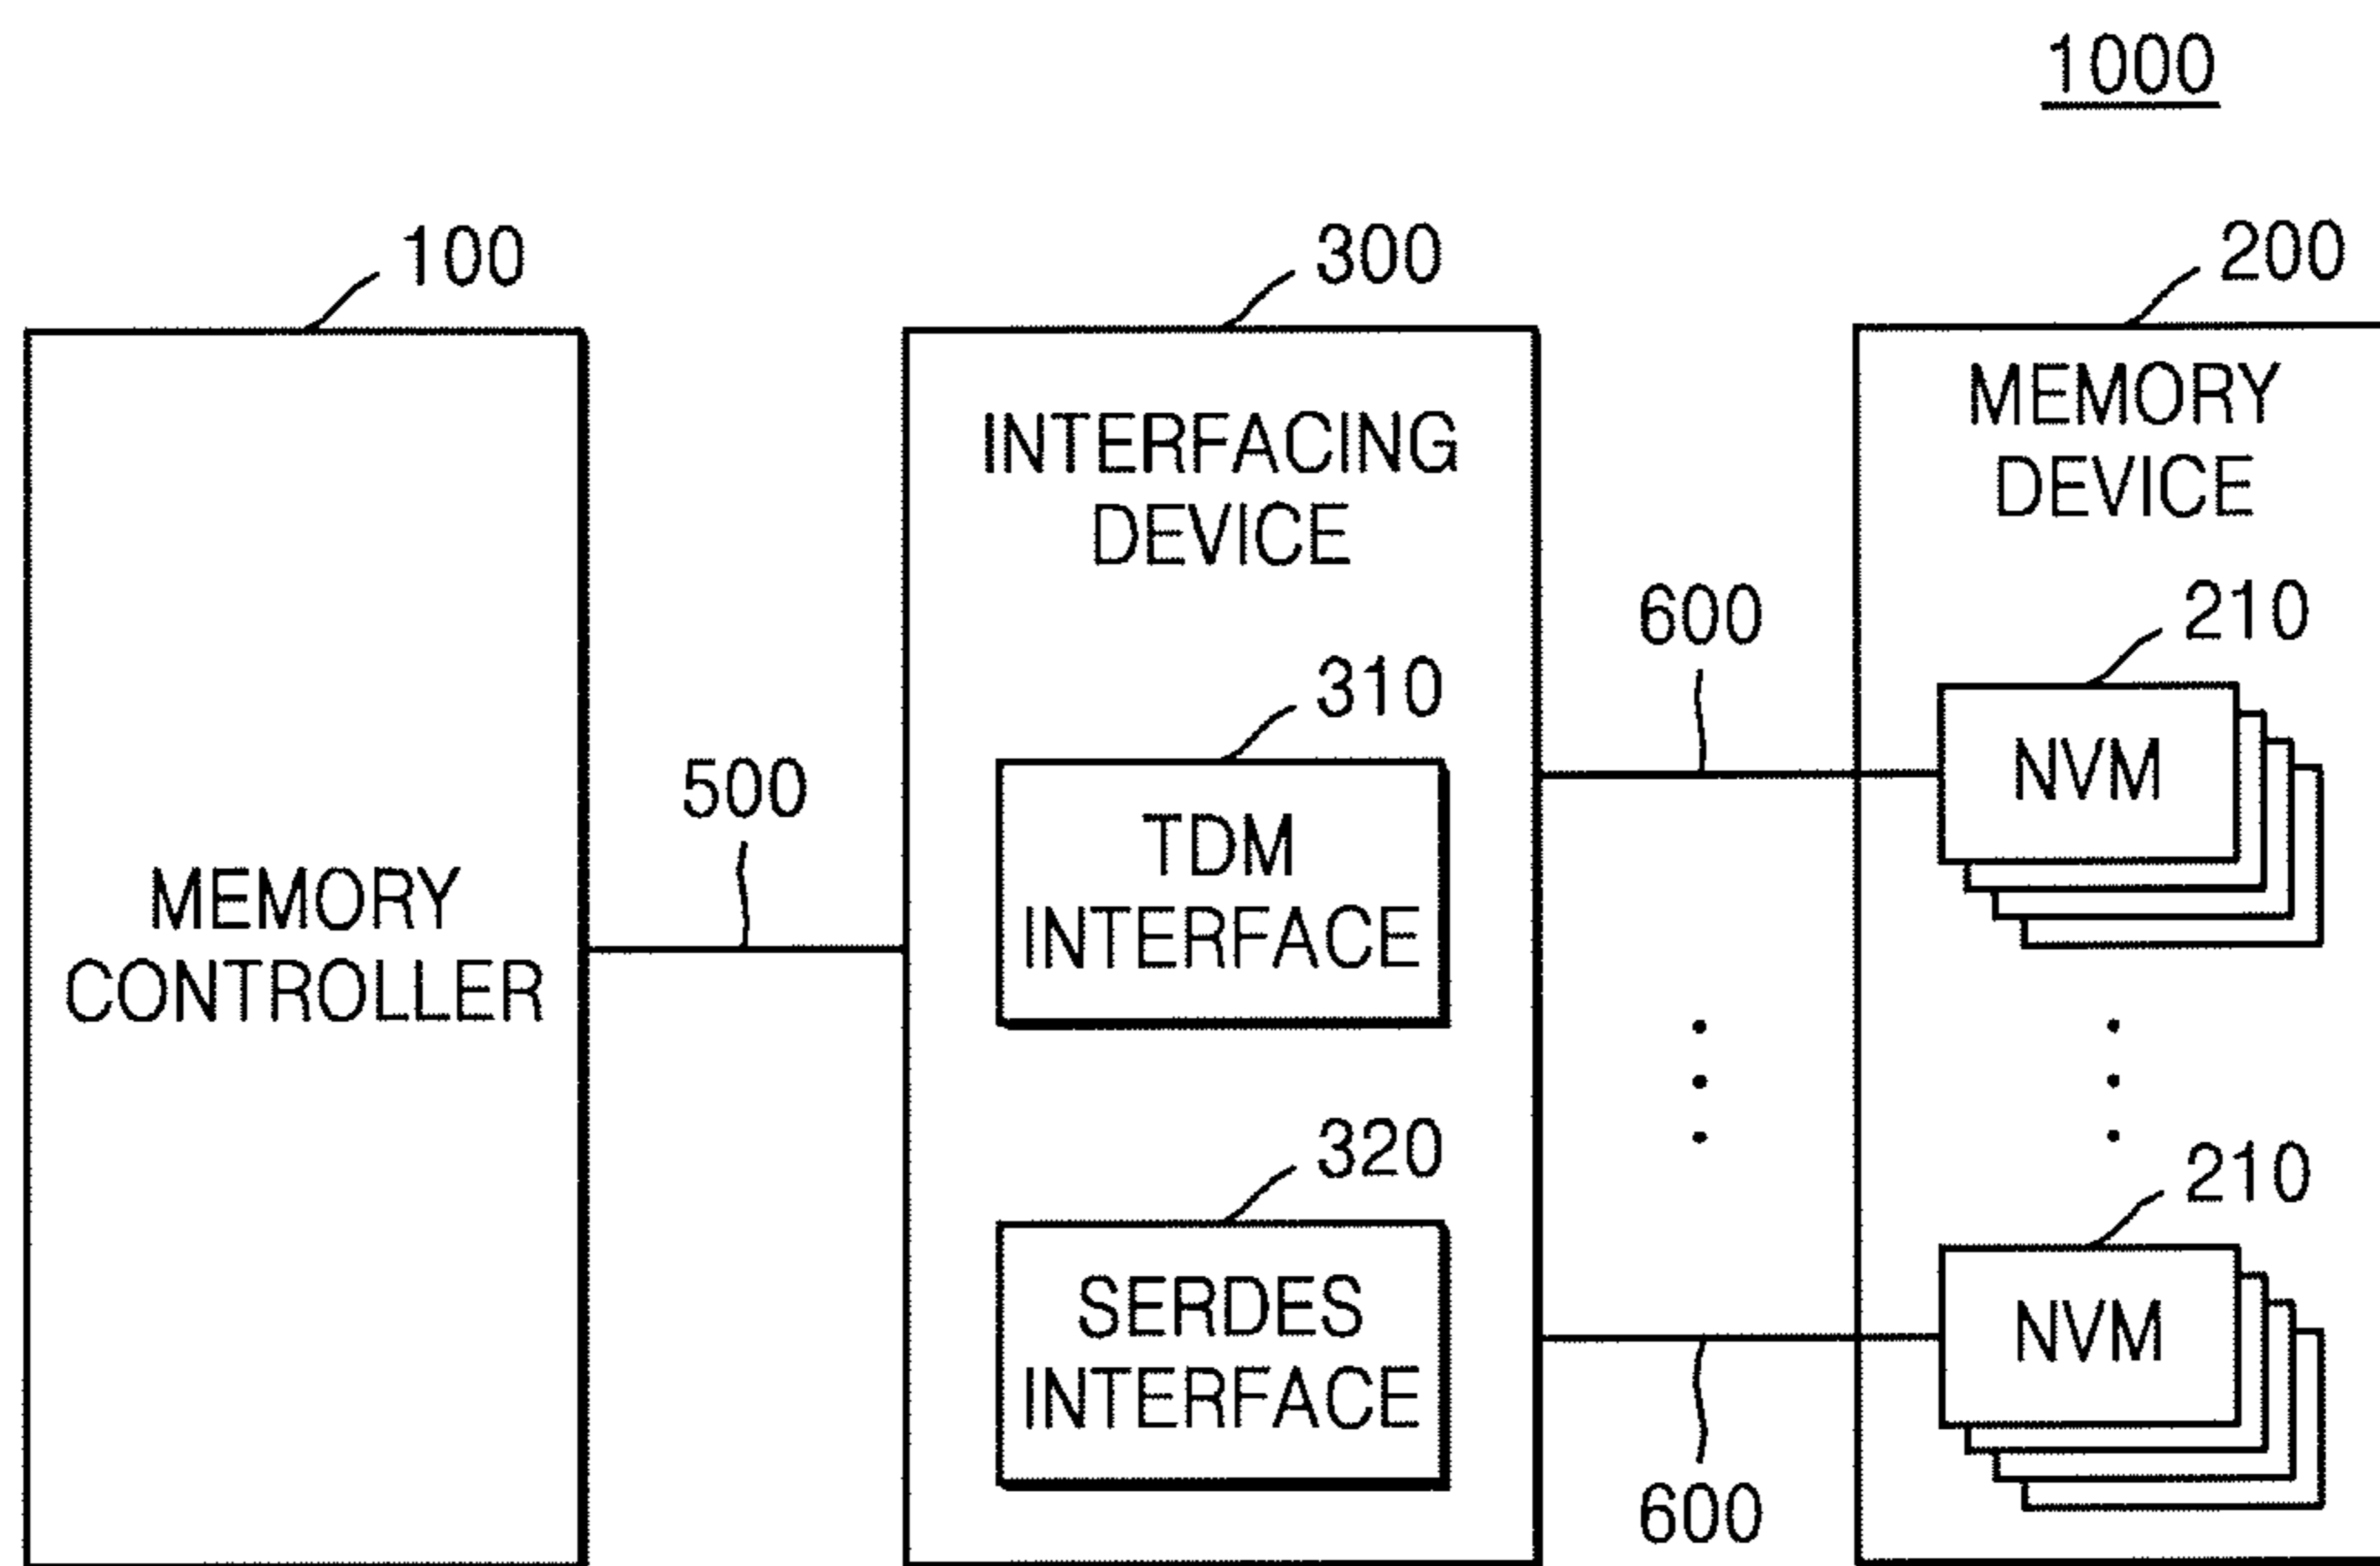 1000
100
300
200
MEMORY
CONTROLLER
500
INTERFACING
DEVICE
310
TDM
INTERFACE
320
SERDES
INTERFACE
600
600
MEMORY
DEVICE
210
NVM
210
NVM